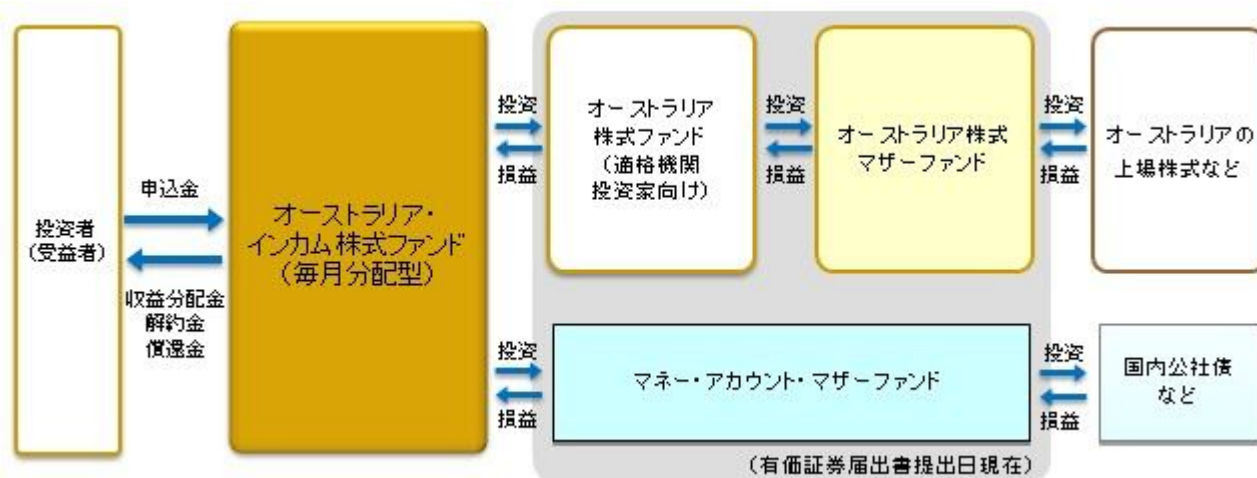 投資者
(受益者)
申込金
収益分配金
解約金
償還金
オーストラリア・
インカム株式ファンド
(毎月分配型)
投資
損益
オーストラリア
株式ファンド
(適格機関
投資家向け)
投資
損益
オーストラリア株式
マザーファンド
投資
損益
オーストラリアの
上場株式など
投資
損益
マネー・アカウント・マザーファンド
投資
損益
国内公社債
など
(有価証券届出書提出日現在)